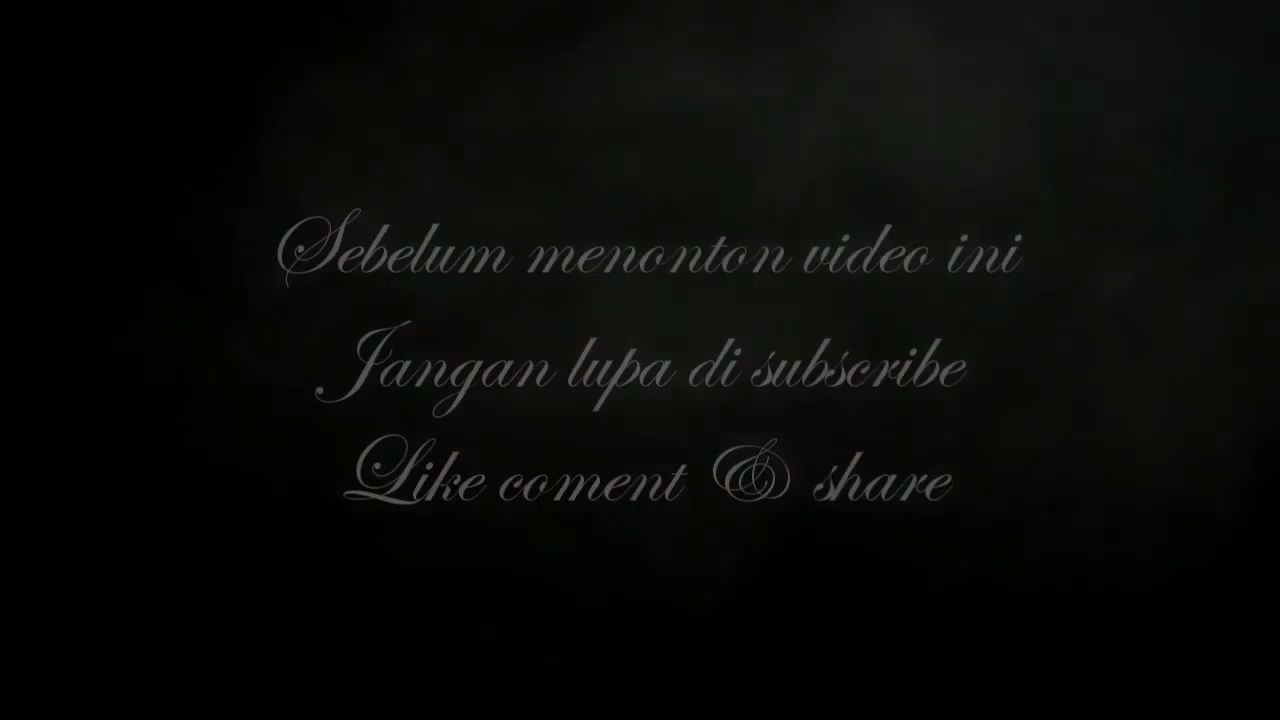 Sebelum menonton video ini
Jangan lupa di subscribe
Like coment & share